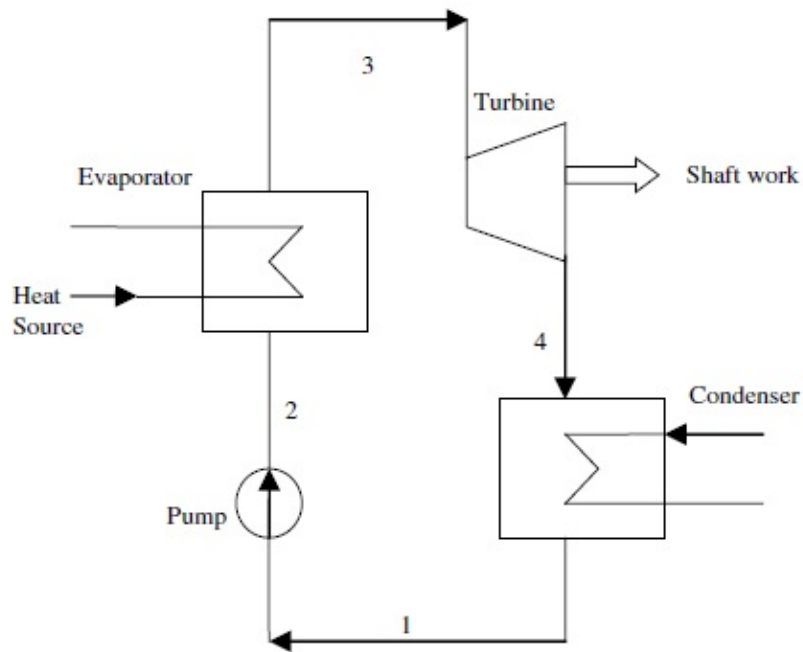 3
Turbine
Evaporator
Shaft work
Heat
Source
4
Condenser
2
Pump
1